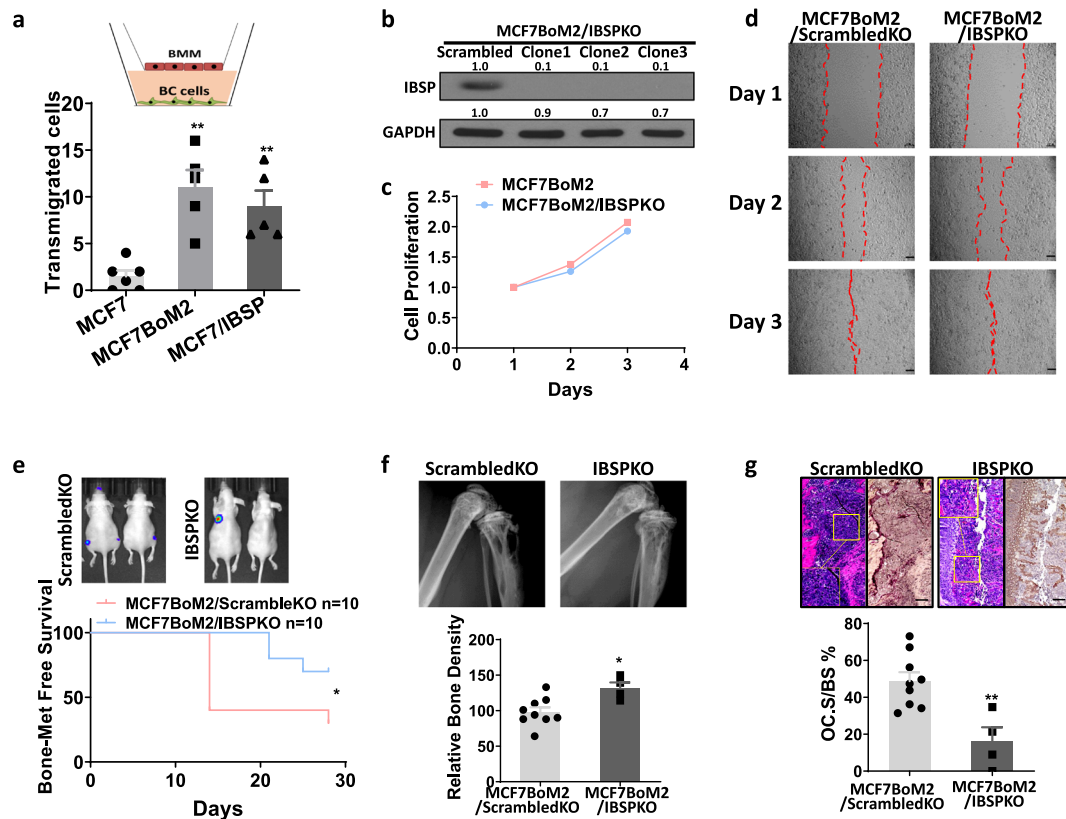 a
BMM
BC cells
Transmigrated cells
20
15
10
5
0
**
**
MCF7
MCF7BoM2
MCF7/IBSP
b
MCF7BoM2/IBSPKO
Scrambled Clone1 Clone2 Clone3
1.0 0.1 0.1 0.1
IBSP
1.0 0.9 0.7 0.7
GAPDH
c
MCF7BoM2
MCF7BoM2/IBSPKO
Cell Proliferation
2.5
2.0
1.5
1.0
0.5
0.0
0 1 2 3 4
Days
d
MCF7BoM2 MCF7BoM2
/ScrambledKO /IBSPKO
Day 1
Day 2
Day 3
e
ScrambledKO
IBSPKO
MCF7BoM2/ScrambleKO n=10
MCF7BoM2/IBSPKO n=10
Bone-Met Free Survival
100
50
0
*
0 10 20 30
Days
f
ScrambledKO IBSPKO
Relative Bone Density
200
150
100
50
0
*
MCF7BoM2 MCF7BoM2
/ScrambledKO /IBSPKO
g
ScrambledKO IBSPKO
OC.S/BS %
80
60
40
20
0
**
MCF7BoM2 MCF7BoM2
/ScrambledKO /IBSPKO